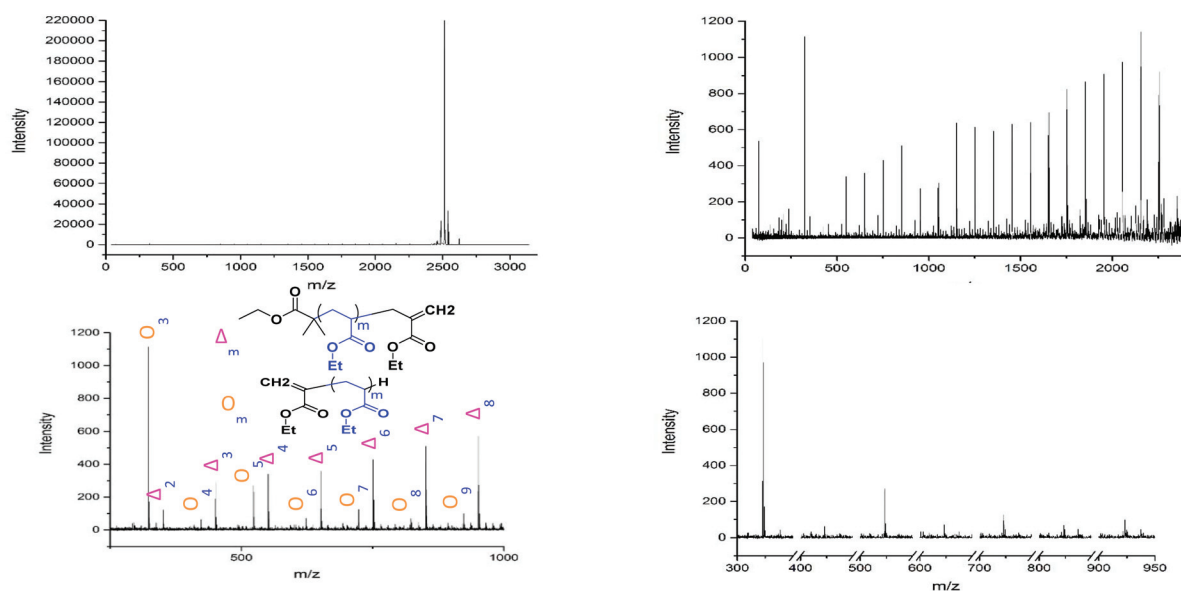 220000
200000
180000
160000
140000
120000
100000
80000
60000
40000
20000
0
Intensity
0 500 1000 1500 2000 2500 3000
m/z
1200
1000
800
600
400
200
0
Intensity
0 500 1000 1500 2000
1200
1000
800
600
400
200
0
Intensity
O 3
Δ m
O m
O
O
m
CH2
O
O
Et
O
O
Et
CH2
m
H
O
O
Et
O
O
Et
Δ 2
O 4
Δ 3
O 5
Δ 4
O 6
Δ 5
O 7
Δ 6
O 8
Δ 7
O 9
Δ 8
500 1000
m/z
1200
1000
800
600
400
200
0
Intensity
300 400 500 600 700 800 900 950
m/z